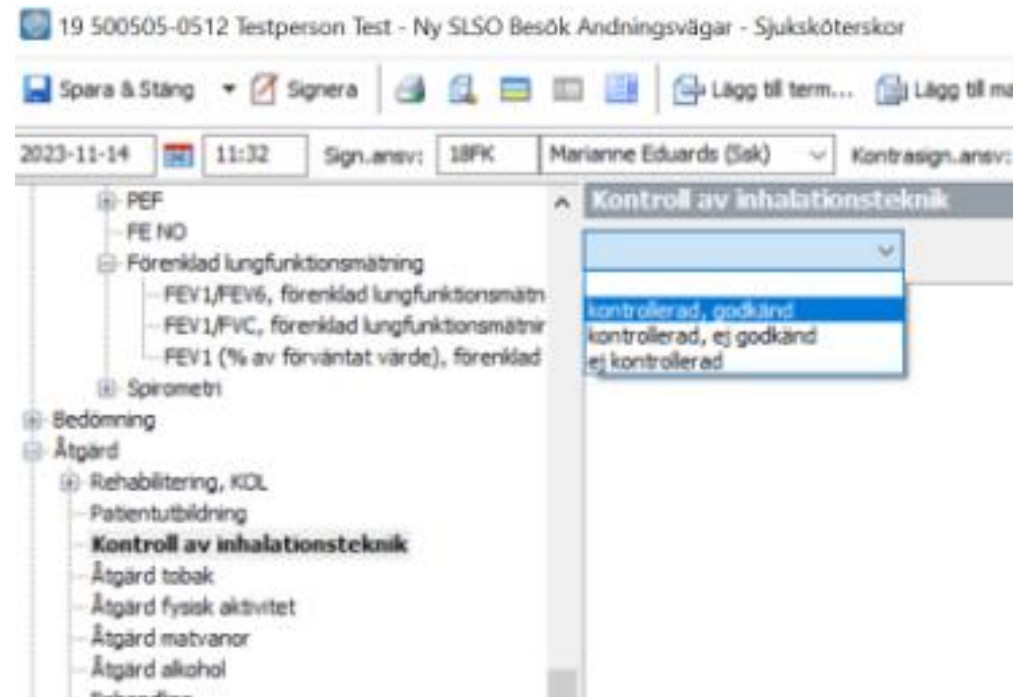 19 500505-0512 Testperson Test - Ny SLSO Besök Andningsvägar - Sjuksköterskor
Spara & Stäng Signera Lägg till term... Lägg till ma
2023-11-14 11:32 Sign.ansv: 18FK Marianne Eduards (Ssk) Kontrasign.ansv:
PEF
FE NO
Förenklad lungfunktionsmätning
FEV1/FEV6, förenklad lungfunktionsmätn
FEV1/FVC, förenklad lungfunktionsmätnir
FEV1 (% av förväntat värde), förenklad
Spirometri
Bedömning
Åtgärd
Rehabilitering, KOL
Patientutbildning
Kontroll av inhalationsteknik
Åtgärd tobak
Åtgärd fysisk aktivitet
Åtgärd matvanor
Åtgärd alkohol
Kontroll av inhalationsteknik
kontrollerad, godkänd
kontrollerad, ej godkänd
ej kontrollerad